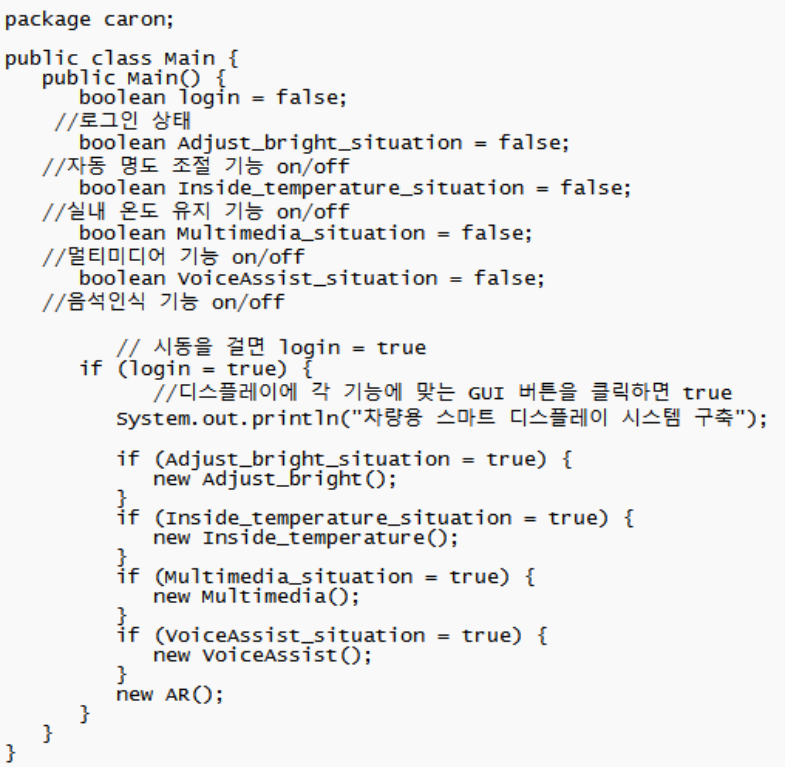 package caron;
public class Main {
public Main() {
boolean login = false;
//로그인 상태
boolean Adjust_bright_situation = false;
//자동 명도 조절 기능 on/off
boolean Inside_temperature_situation = false;
//실내 온도 유지 기능 on/off
boolean Multimedia_situation = false;
//멀티미디어 기능 on/off
boolean VoiceAssist_situation = false;
//음석인식 기능 on/off
// 시동을 걸면 login = true
if (login = true) {
//디스플레이에 각 기능에 맞는 GUI 버튼을 클릭하면 true
System.out.println("차량용 스마트 디스플레이 시스템 구축");
if (Adjust_bright_situation = true) {
new Adjust_bright();
}
if (Inside_temperature_situation = true) {
new Inside_temperature();
}
if (Multimedia_situation = true) {
new Multimedia();
}
if (VoiceAssist_situation = true) {
new VoiceAssist();
}
new AR();
}
}
}